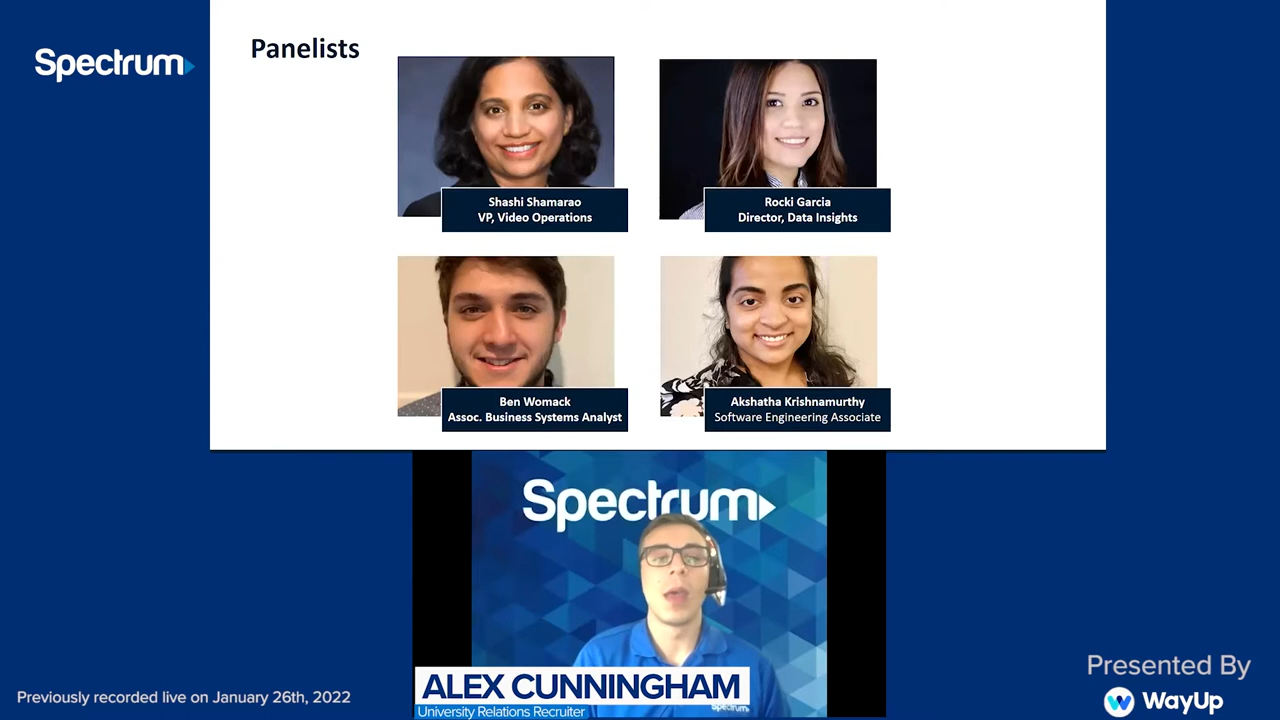 Spectrum
Panelists
Shashi Shamarao
VP, Video Operations
Rocki Garcia
Director, Data Insights
Ben Womack
Assoc. Business Systems Analyst
Akshatha Krishnamurthy
Software Engineering Associate
Spectrum
ALEX CUNNINGHAM
University Relations Recruiter
Spectrum
Previously recorded live on January 26th, 2022
Presented By
WayUp